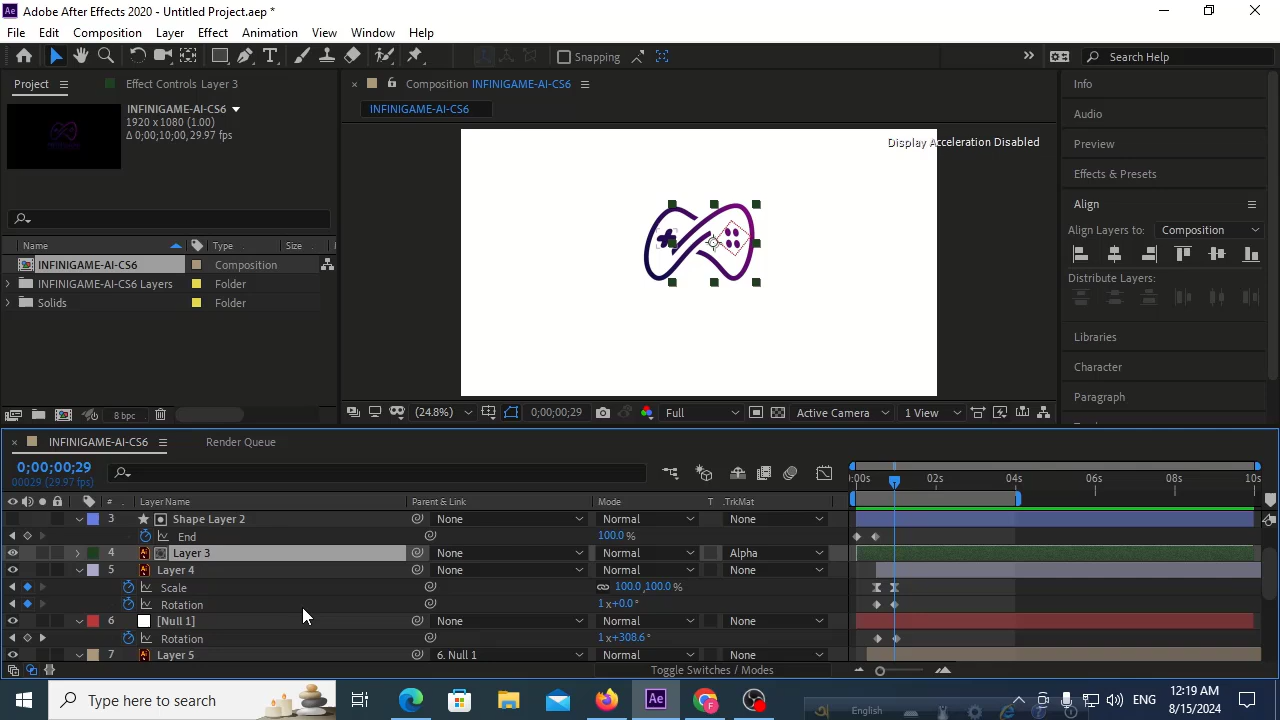 Ae Adobe After Effects 2020 - Untitled Project.aep *
File Edit Composition Layer Effect Animation View Window Help
Snapping
Search Help
Project
Effect Controls Layer 3
Composition INFINIGAME-AI-CS6
Info
INFINIGAME-AI-CS6
1920 x 1080 (1.00)
Δ 0;00;10;00, 29.97 fps
INFINIGAME-AI-CS6
Audio
Display Acceleration Disabled
Preview
Effects & Presets
Align
Align Layers to: Composition
Name Type Size
INFINIGAME-AI-CS6 Composition
INFINIGAME-AI-CS6 Layers Folder
Solids Folder
Distribute Layers:
Libraries
Character
Paragraph
8 bpc
(24.8%) 0;00;00;29 Full Active Camera 1 View
INFINIGAME-AI-CS6 Render Queue
0;00;00;29
00029 (29.97 fps)
:00s 02s 04s 06s 08s 10s
# Layer Name Parent & Link Mode T .TrkMat
3 Shape Layer 2 None Normal None
End 100.0 %
4 Layer 3 None Normal Alpha
5 Layer 4 None Normal None
Scale 100.0,100.0 %
Rotation 1 x+0.0 °
6 [Null 1] None Normal None
Rotation 1 x+308.6 °
7 Layer 5 6. Null 1 Normal None
Toggle Switches / Modes
Type here to search
Ae
ENG
12:19 AM
8/15/2024
English